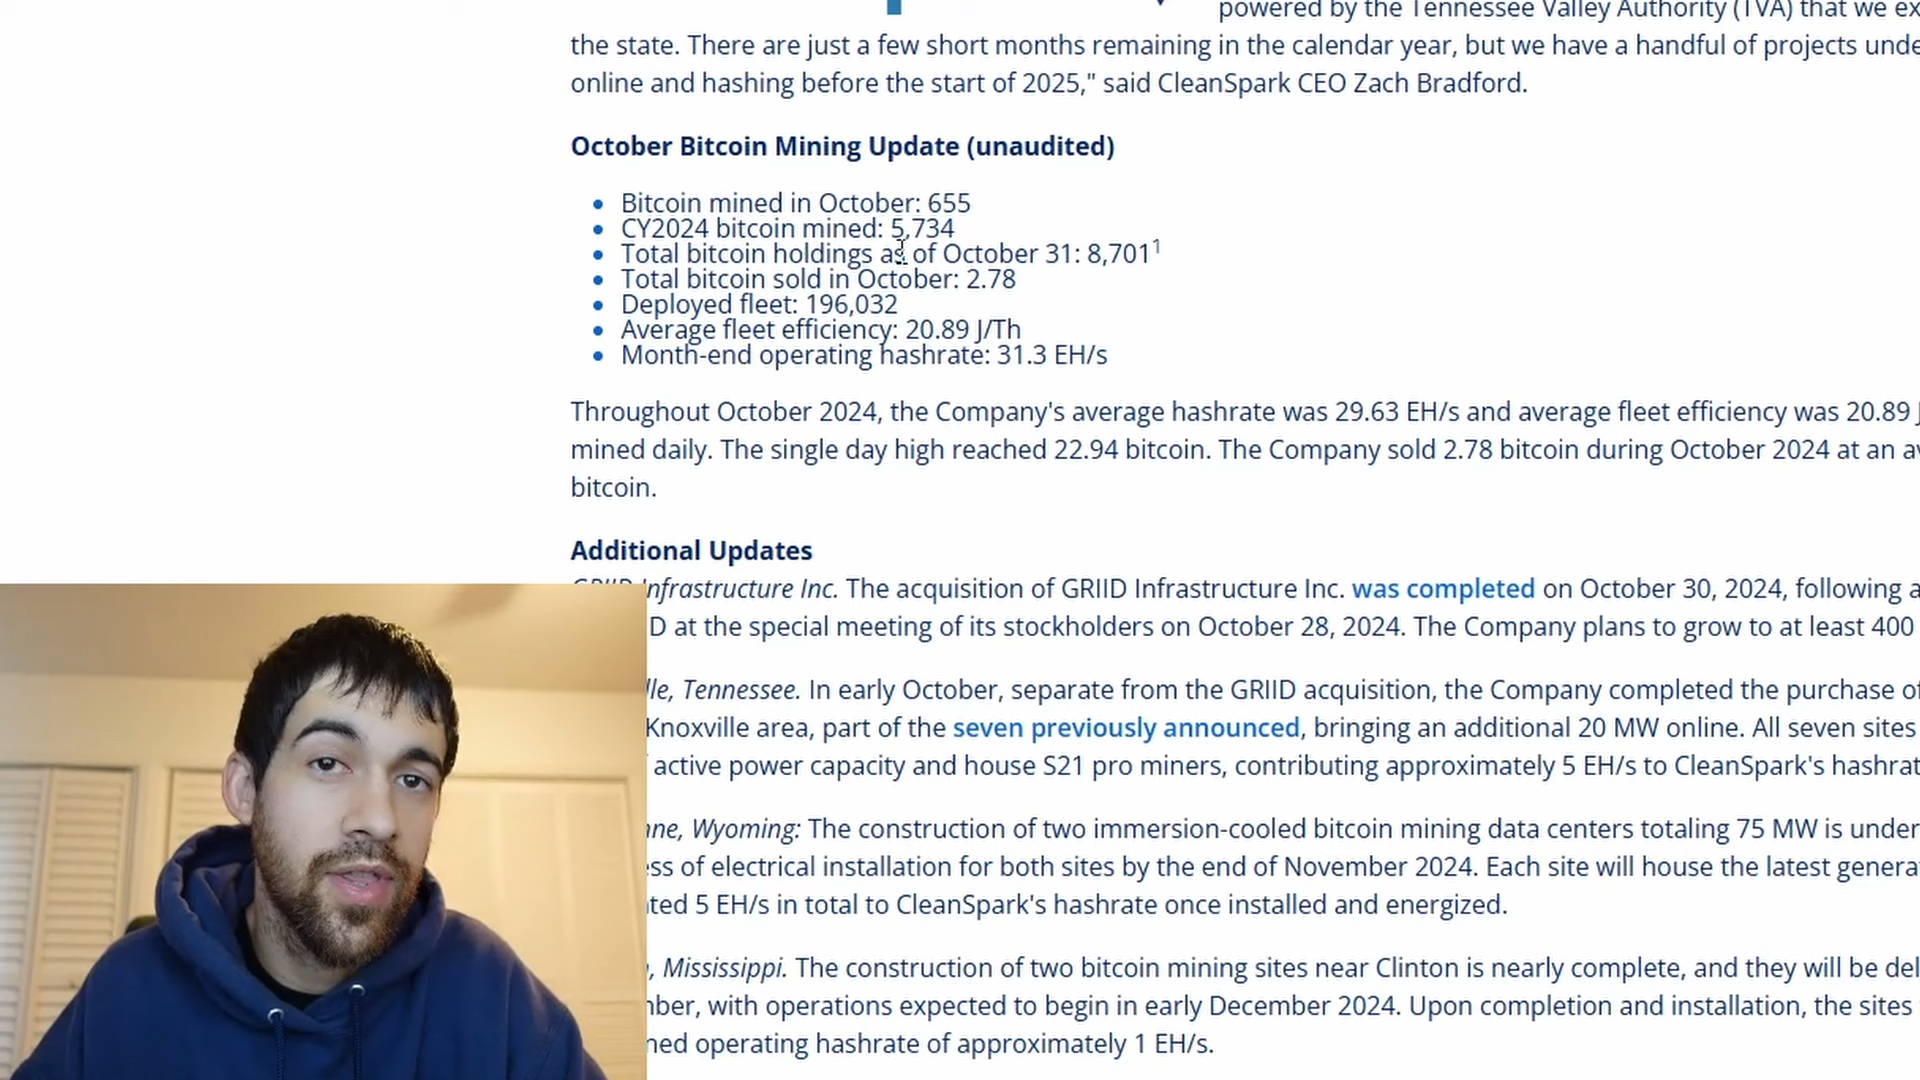 powered by the Tennessee Valley Authority (TVA) that we ex
the state. There are just a few short months remaining in the calendar year, but we have a handful of projects unde
online and hashing before the start of 2025," said CleanSpark CEO Zach Bradford.
October Bitcoin Mining Update (unaudited)
Bitcoin mined in October: 655
CY2024 bitcoin mined: 5,734
Total bitcoin holdings as of October 31: 8,701¹
Total bitcoin sold in October: 2.78
Deployed fleet: 196,032
Average fleet efficiency: 20.89 J/Th
Month-end operating hashrate: 31.3 EH/s
Throughout October 2024, the Company's average hashrate was 29.63 EH/s and average fleet efficiency was 20.89 J
mined daily. The single day high reached 22.94 bitcoin. The Company sold 2.78 bitcoin during October 2024 at an av
bitcoin.
Additional Updates
GRIID Infrastructure Inc. The acquisition of GRIID Infrastructure Inc. was completed on October 30, 2024, following a
D at the special meeting of its stockholders on October 28, 2024. The Company plans to grow to at least 400
lle, Tennessee. In early October, separate from the GRIID acquisition, the Company completed the purchase of
Knoxville area, part of the seven previously announced, bringing an additional 20 MW online. All seven sites
active power capacity and house S21 pro miners, contributing approximately 5 EH/s to CleanSpark's hashrat
nne, Wyoming: The construction of two immersion-cooled bitcoin mining data centers totaling 75 MW is under
ess of electrical installation for both sites by the end of November 2024. Each site will house the latest genera
ted 5 EH/s in total to CleanSpark's hashrate once installed and energized.
, Mississippi. The construction of two bitcoin mining sites near Clinton is nearly complete, and they will be del
mber, with operations expected to begin in early December 2024. Upon completion and installation, the sites
ned operating hashrate of approximately 1 EH/s.